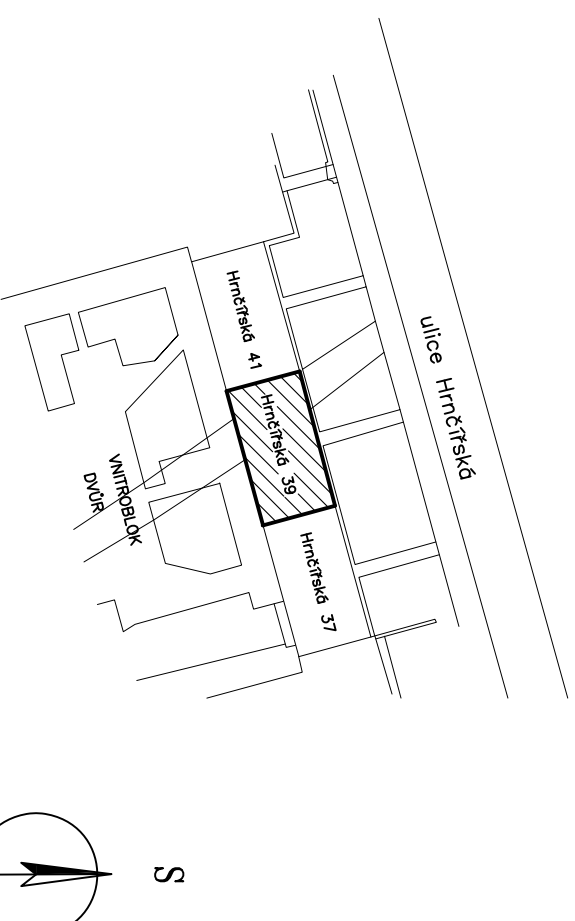 ulice Hrnčířská
Hrnčířská 41
Hrnčířská 39
Hrnčířská 37
VNITROBLOK
DVŮR
S